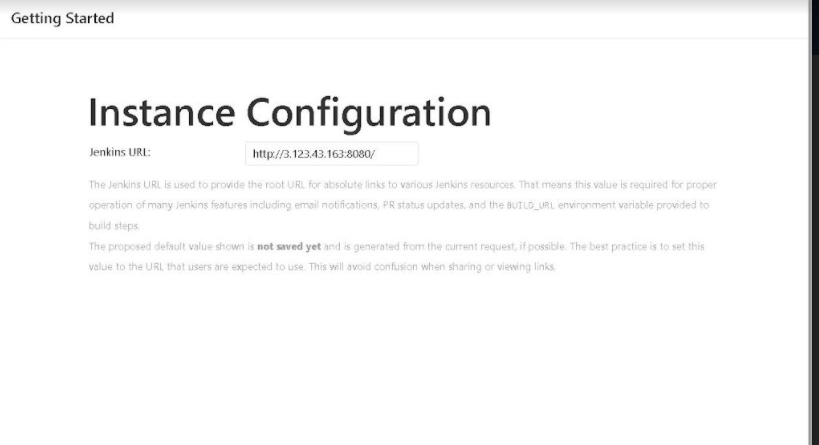 Getting Started
Instance Configuration
Jenkins URL: http://3.123.43.163:8080/
The Jenkins URL is used to provide the root URL for absolute links to various Jenkins resources. That means this value is required for proper
operation of many Jenkins features including email notifications, PR status updates, and the BUILD_URL environment variable provided to
build steps.
The proposed default value shown is not saved yet and is generated from the current request, if possible. The best practice is to set this
value to the URL that users are expected to use. This will avoid confusion when sharing or viewing links.